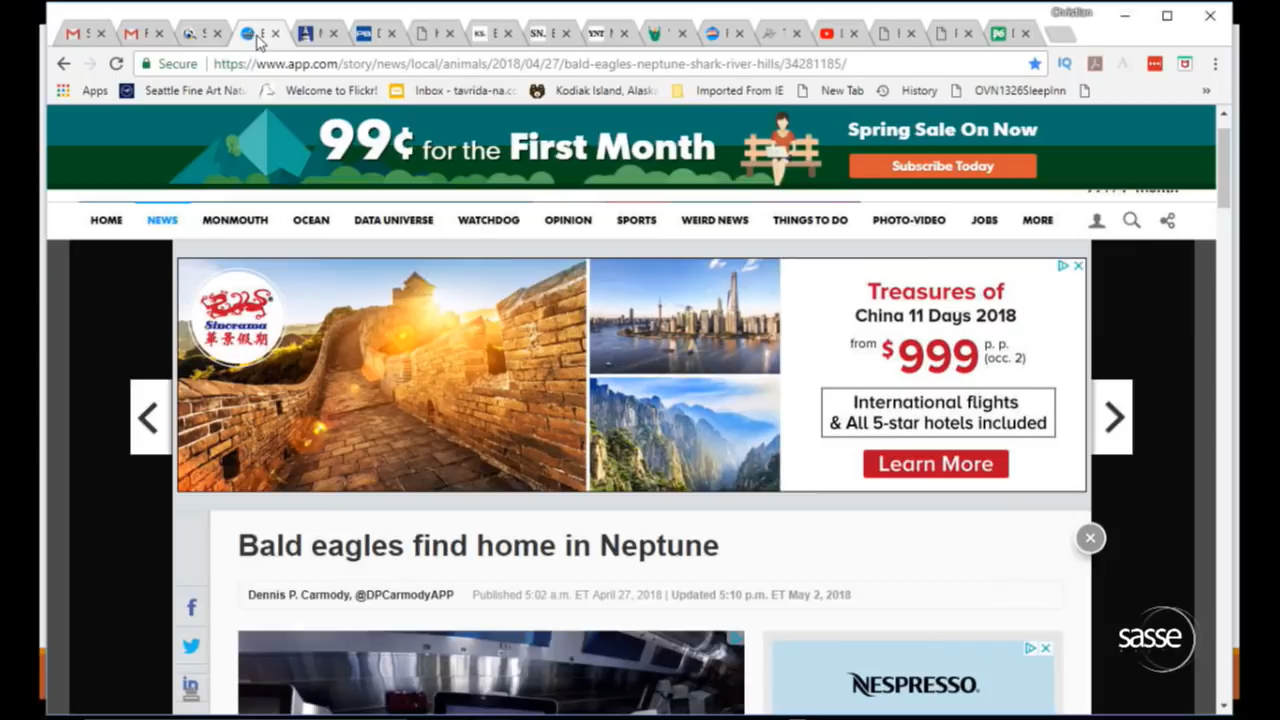 Christian
Secure
https://www.app.com/story/news/local/animals/2018/04/27/bald-eagles-neptune-shark-river-hills/34281185/
Apps Seattle Fine Art Natu Welcome to Flickr! Inbox - tavrida-na.co Kodiak Island, Alaska Imported From IE New Tab History OVN1326SleepInn
99¢ for the First Month
Spring Sale On Now
Subscribe Today
HOME NEWS MONMOUTH OCEAN DATA UNIVERSE WATCHDOG OPINION SPORTS WEIRD NEWS THINGS TO DO PHOTO-VIDEO JOBS MORE
Sinorama
華景假期
Treasures of
China 11 Days 2018
from $999 p. p. (occ. 2)
International flights
& All 5-star hotels included
Learn More
Bald eagles find home in Neptune
Dennis P. Carmody, @DPCarmodyAPP Published 5:02 a.m. ET April 27, 2018 | Updated 5:10 p.m. ET May 2, 2018
NESPRESSO.
sasse